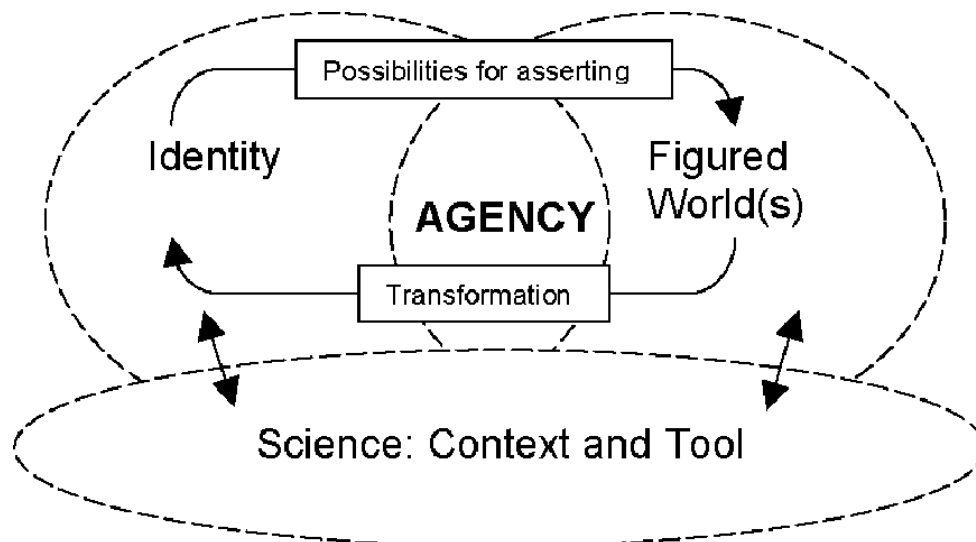 Possibilities for asserting
Identity
Figured
World(s)
AGENCY
Transformation
Science: Context and Tool